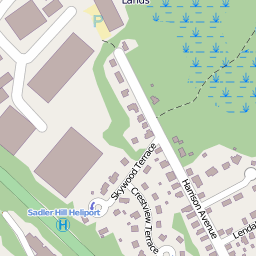 Lands
P
Skywood Terrace
Harrison Avenue
Sadler Hill Heliport
H
Crestview Terrace
Lenda